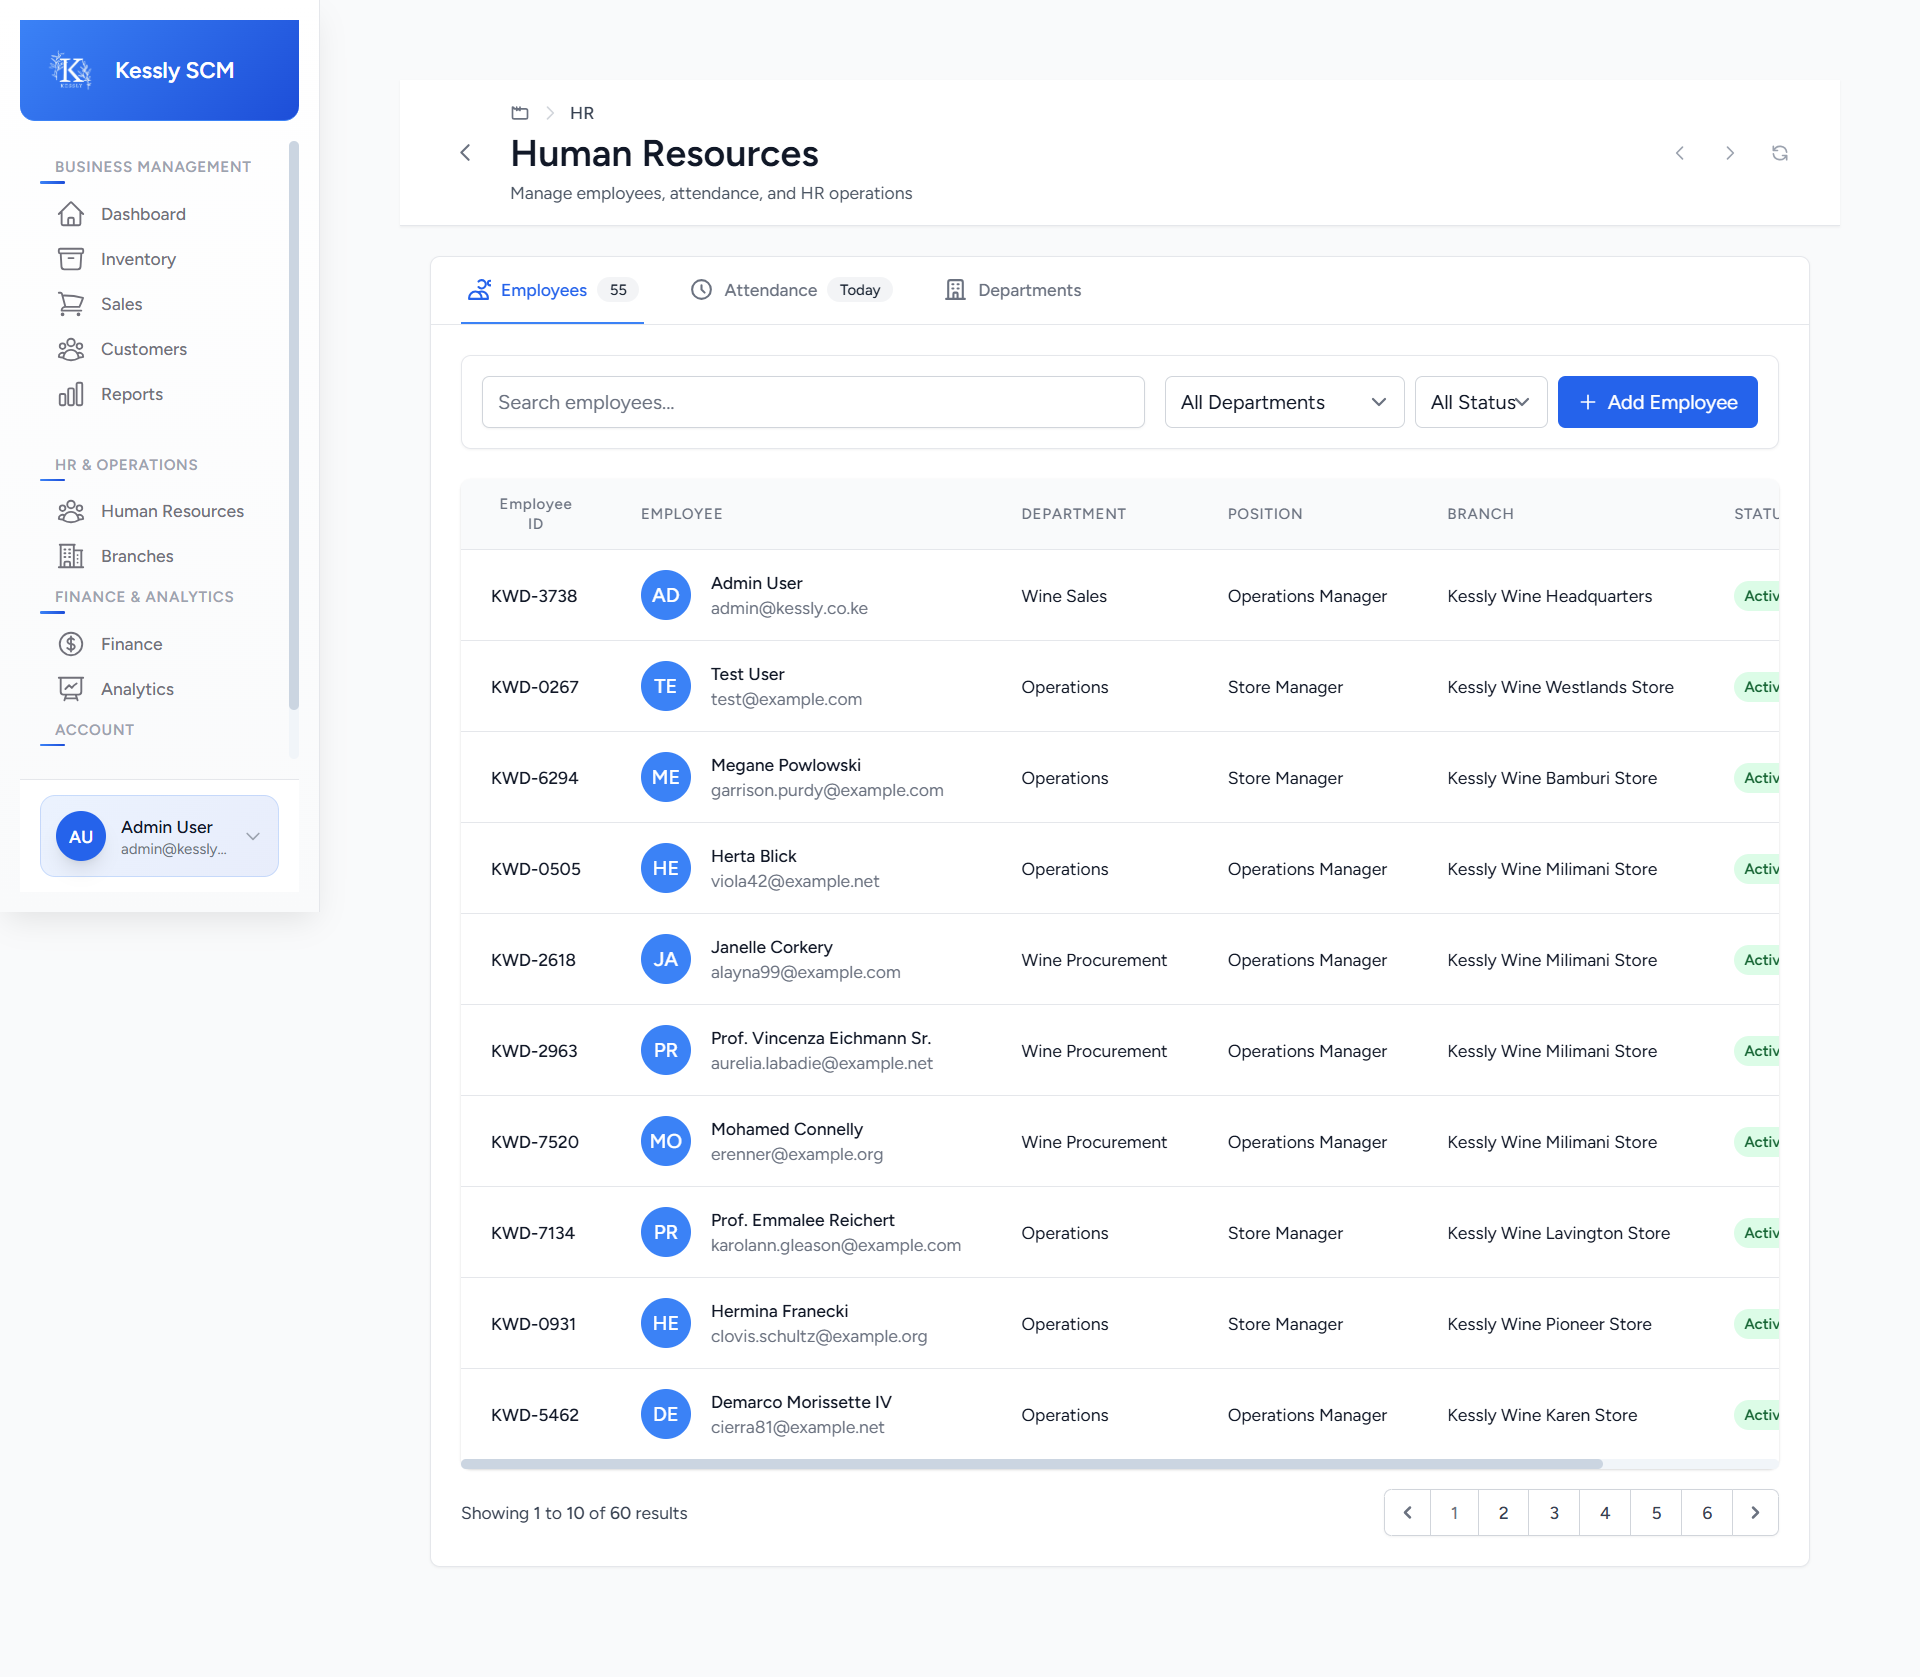 K
KESSLY
Kessly SCM
BUSINESS MANAGEMENT
Dashboard
Inventory
Sales
Customers
Reports
HR & OPERATIONS
Human Resources
Branches
FINANCE & ANALYTICS
Finance
Analytics
ACCOUNT
AU
Admin User
admin@kessly...
HR
Human Resources
Manage employees, attendance, and HR operations
Employees 55
Attendance Today
Departments
Search employees...
All Departments
All Status
Add Employee
Employee ID EMPLOYEE DEPARTMENT POSITION BRANCH STATU
KWD-3738 AD Admin User Wine Sales Operations Manager Kessly Wine Headquarters Activ
admin@kessly.co.ke
KWD-0267 TE Test User Operations Store Manager Kessly Wine Westlands Store Activ
test@example.com
KWD-6294 ME Megane Powlowski Operations Store Manager Kessly Wine Bamburi Store Activ
garrison.purdy@example.com
KWD-0505 HE Herta Blick Operations Operations Manager Kessly Wine Milimani Store Activ
viola42@example.net
KWD-2618 JA Janelle Corkery Wine Procurement Operations Manager Kessly Wine Milimani Store Activ
alayna99@example.com
KWD-2963 PR Prof. Vincenza Eichmann Sr. Wine Procurement Operations Manager Kessly Wine Milimani Store Activ
aurelia.labadie@example.net
KWD-7520 MO Mohamed Connelly Wine Procurement Operations Manager Kessly Wine Milimani Store Activ
erenner@example.org
KWD-7134 PR Prof. Emmalee Reichert Operations Store Manager Kessly Wine Lavington Store Activ
karolann.gleason@example.com
KWD-0931 HE Hermina Franecki Operations Store Manager Kessly Wine Pioneer Store Activ
clovis.schultz@example.org
KWD-5462 DE Demarco Morissette IV Operations Operations Manager Kessly Wine Karen Store Activ
cierra81@example.net
Showing 1 to 10 of 60 results
1 2 3 4 5 6